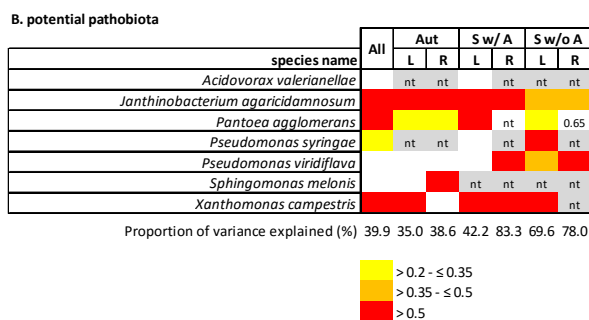 B. potential pathobiota
All Aut S w/ A S w/o A
species name L R L R L R
Acidovorax valerianellae nt nt nt nt nt
Janthinobacterium agaricidamnosum
Pantoea agglomerans nt 0.65
Pseudomonas syringae nt nt nt nt
Pseudomonas viridiflava
Sphingomonas melonis nt nt nt nt
Xanthomonas campestris nt
Proportion of variance explained (%) 39.9 35.0 38.6 42.2 83.3 69.6 78.0
> 0.2 - ≤ 0.35
> 0.35 - ≤ 0.5
> 0.5